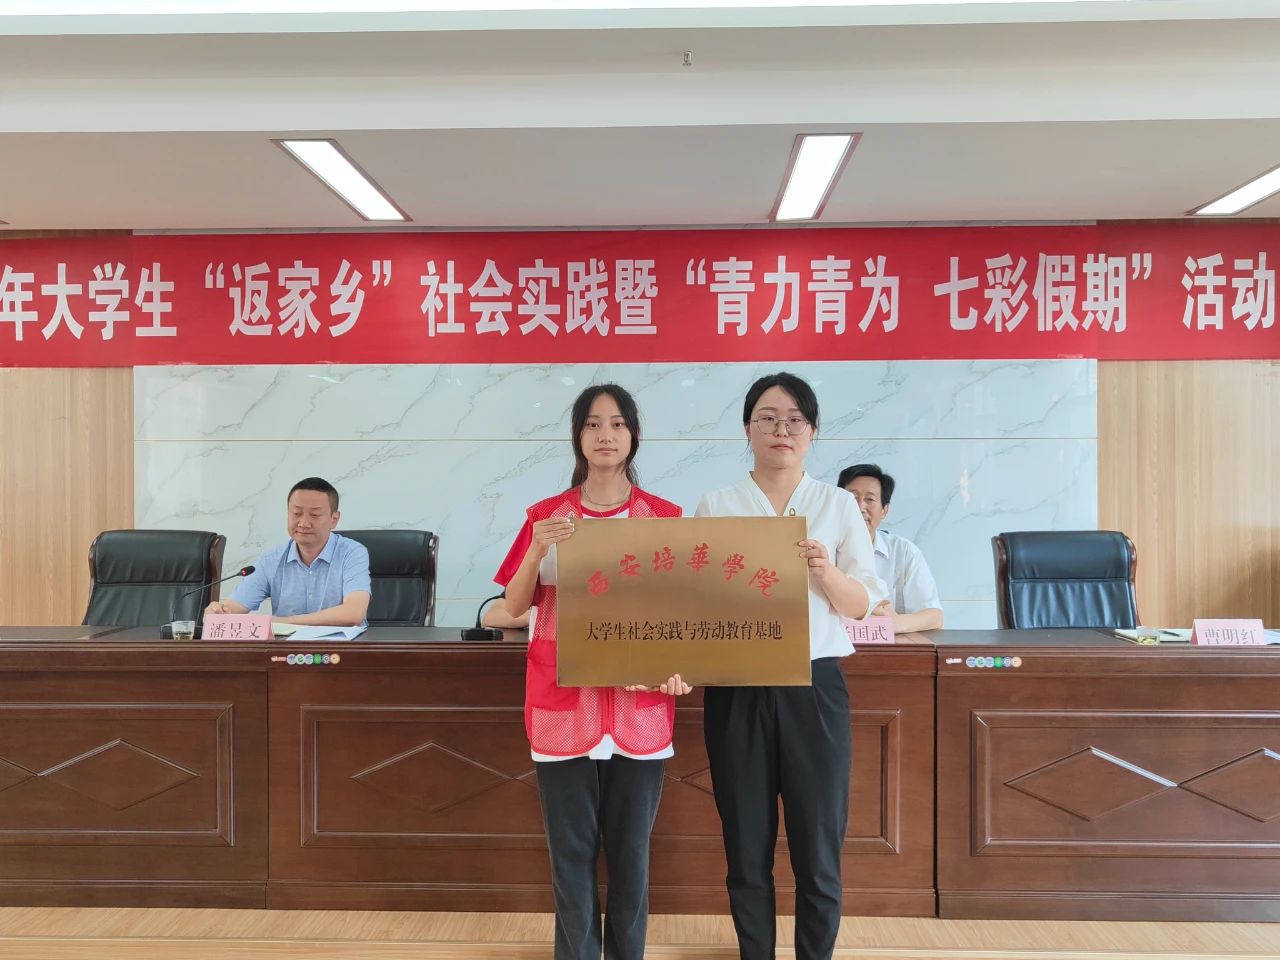 年大学生“返家乡”社会实践暨“青力青为 七彩假期”活动
西安培華學院
大学生社会实践与劳动教育基地
潘昱文
国武
曹明红